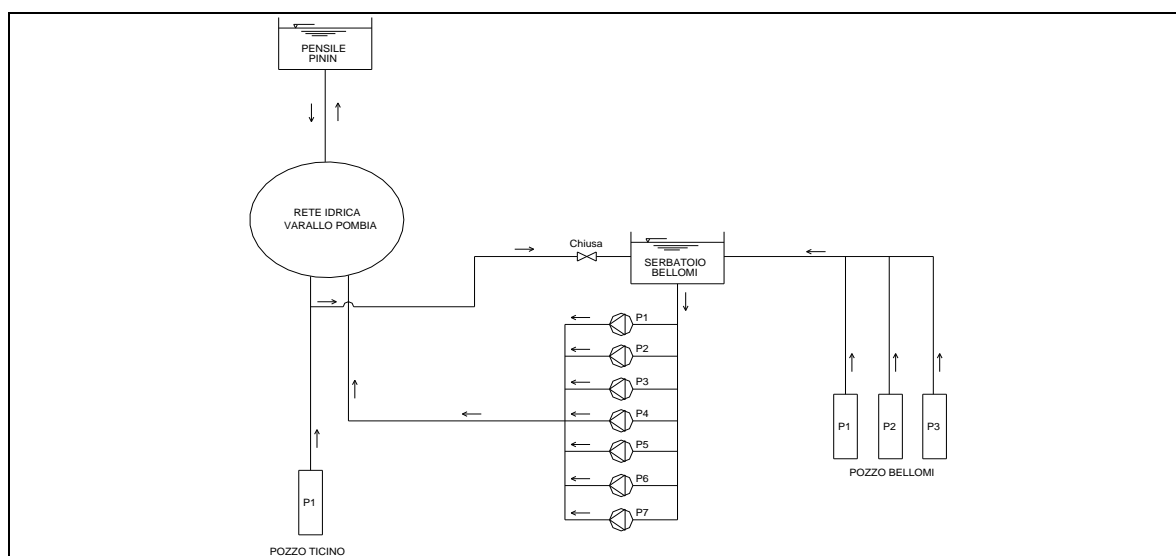 PENSILE
PININ
RETE IDRICA
VARALLO POMBIA
Chiusa
SERBATOIO
BELLOMI
P1
P2
P3
P4
P5
P6
P7
P1
P2
P3
POZZO BELLOMI
P1
POZZO TICINO